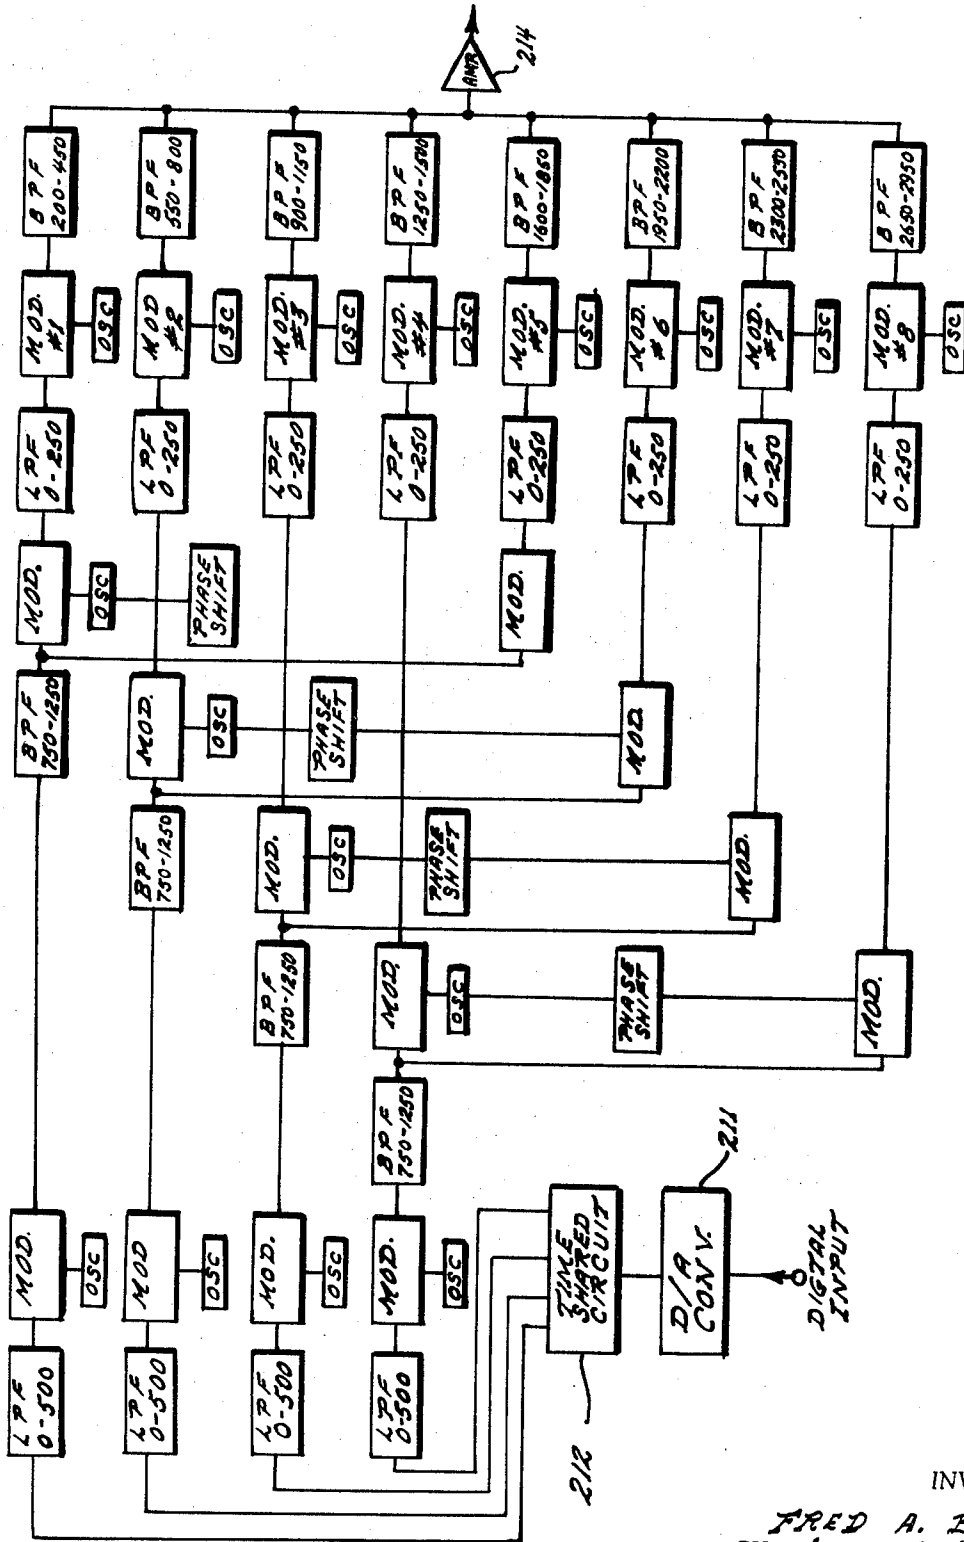 LPF
0-500
MOD.
OSC
BPF
750-1250
MOD.
OSC
PHASE
SHIFT
LPF
0-250
MOD.
#1
OSC
BPF
200-450
LPF
0-500
MOD
OSC
BPF
750-1250
MOD.
OSC
PHASE
SHIFT
LPF
0-250
MOD
#2
OSC
BPF
550-800
LPF
0-500
MOD.
OSC
BPF
750-1250
MOD.
OSC
PHASE
SHIFT
LPF
0-250
MOD.
#3
OSC
BPF
900-1150
LPF
0-500
MOD.
OSC
BPF
750-1250
MOD.
OSC
PHASE
SHIFT
LPF
0-250
MOD.
#4
OSC
BPF
1250-1500
AMP.
214
MOD.
LPF
0-250
MOD.
#5
OSC
BPF
1600-1850
MOD.
LPF
0-250
MOD.
#6
OSC
BPF
1950-2200
MOD.
LPF
0-250
MOD.
#7
OSC
BPF
2300-2550
MOD.
LPF
0-250
MOD.
#8
OSC
BPF
2650-2950
212
TIME
SHARED
CIRCUIT
D/A
CONV.
211
DIGITAL
INPUT
INV
FRED A.